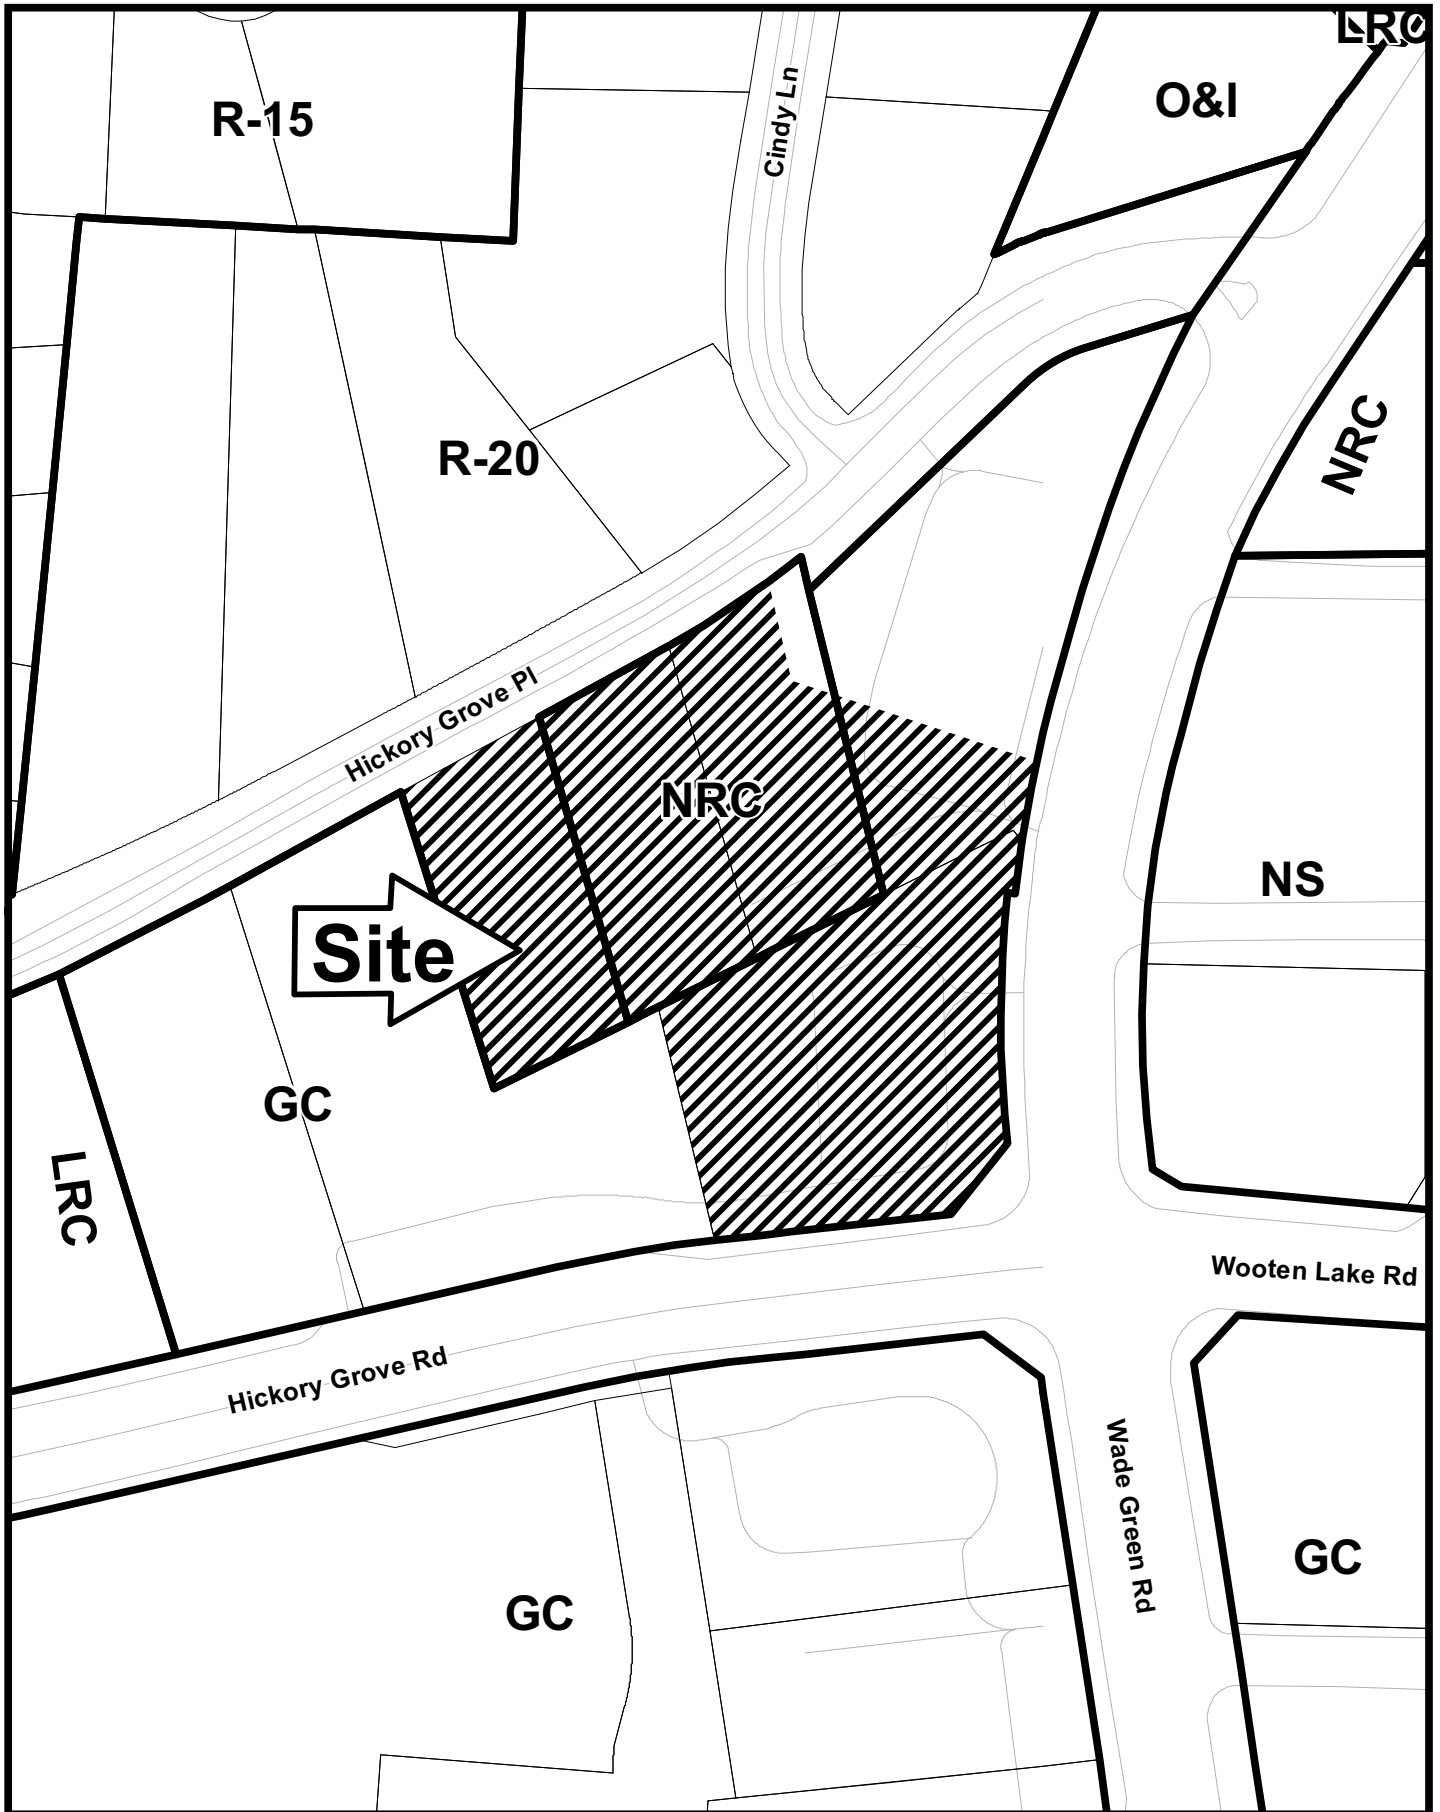 LRC
R-15
O&I
Cindy Ln
NRC
R-20
Hickory Grove Pl
NRC
NS
Site
GC
LRC
Wooten Lake Rd
Hickory Grove Rd
Wade Green Rd
GC
GC